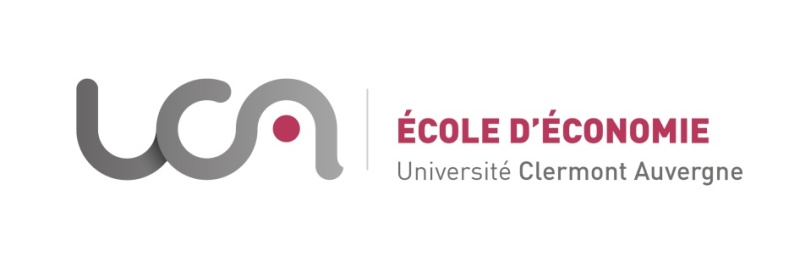 UCA
ÉCOLE D'ÉCONOMIE
Université Clermont Auvergne